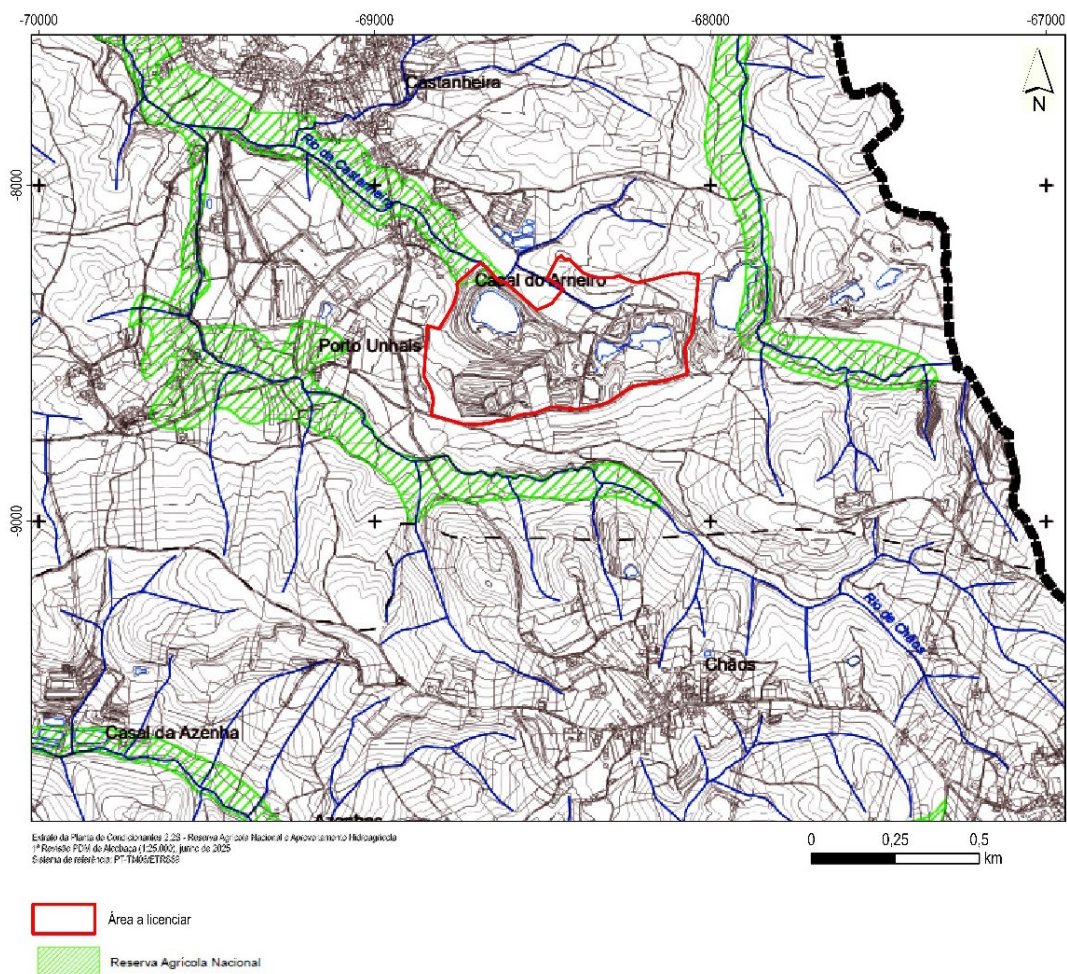 -70000
-69000
-68000
-67000
Castanheira
N
Rio da Castanheira
-8000
Casal do Arneiro
Porto Unhais
-9000
Rio de Chãos
Chãos
Casal da Azenha
Extrato da Planta de Condicionantes - Reserva Agrícola Nacional e Aproveitamento Hidroagrícola
1ª Revisão PDM de Alcobaça (1:25.000), junho de 2025
Sistema de referência: PT-TM06/ETRS89
0 0,25 0,5
km
Área a licenciar
Reserva Agrícola Nacional